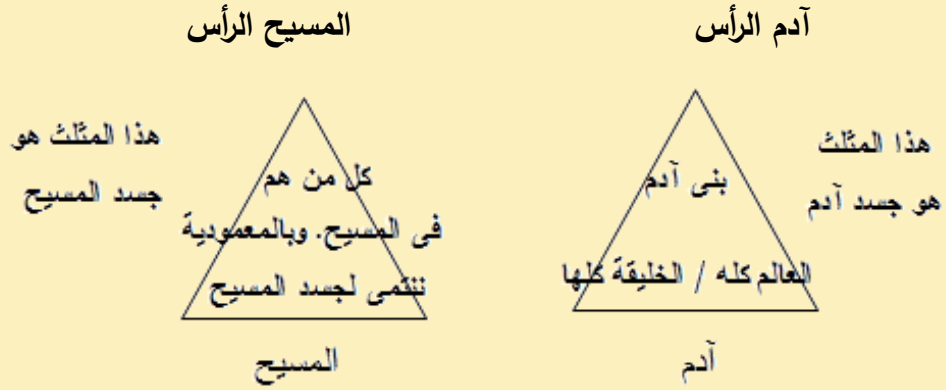 آدم الرأس
هذا المثلث
هو جسد آدم
بنى آدم
العالم كله / الخليقة كلها
آدم
المسيح الرأس
كل من هم
فى المسيح. وبالمعمودية
ننتمى لجسد المسيح
هذا المثلث هو
جسد المسيح
المسيح